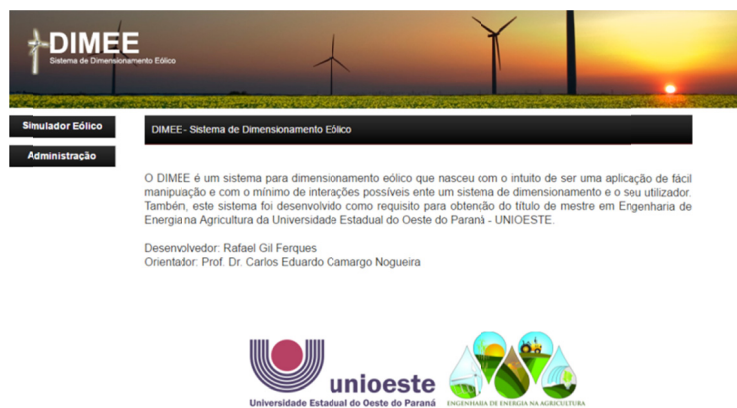 DIMEE
Sistema de Dimensionamento Eólico
Simulador Eólico
Administração
DIMEE - Sistema de Dimensionamento Eólico
O DIMEE é um sistema para dimensionamento eólico que nasceu com o intuito de ser uma aplicação de fácil
manipuação e com o mínimo de interações possíveis ente um sistema de dimensionamento e o seu utilizador.
Também, este sistema foi desenvolvido como requisito para obtenção do título de mestre em Engenharia de
Energia na Agricultura da Universidade Estadual do Oeste do Paraná - UNIOESTE.
Desenvolvedor: Rafael Gil Ferques
Orientador: Prof. Dr. Carlos Eduardo Camargo Nogueira
unioeste
Universidade Estadual do Oeste do Paraná
ENGENHARIA DE ENERGIA NA AGRICULTURA